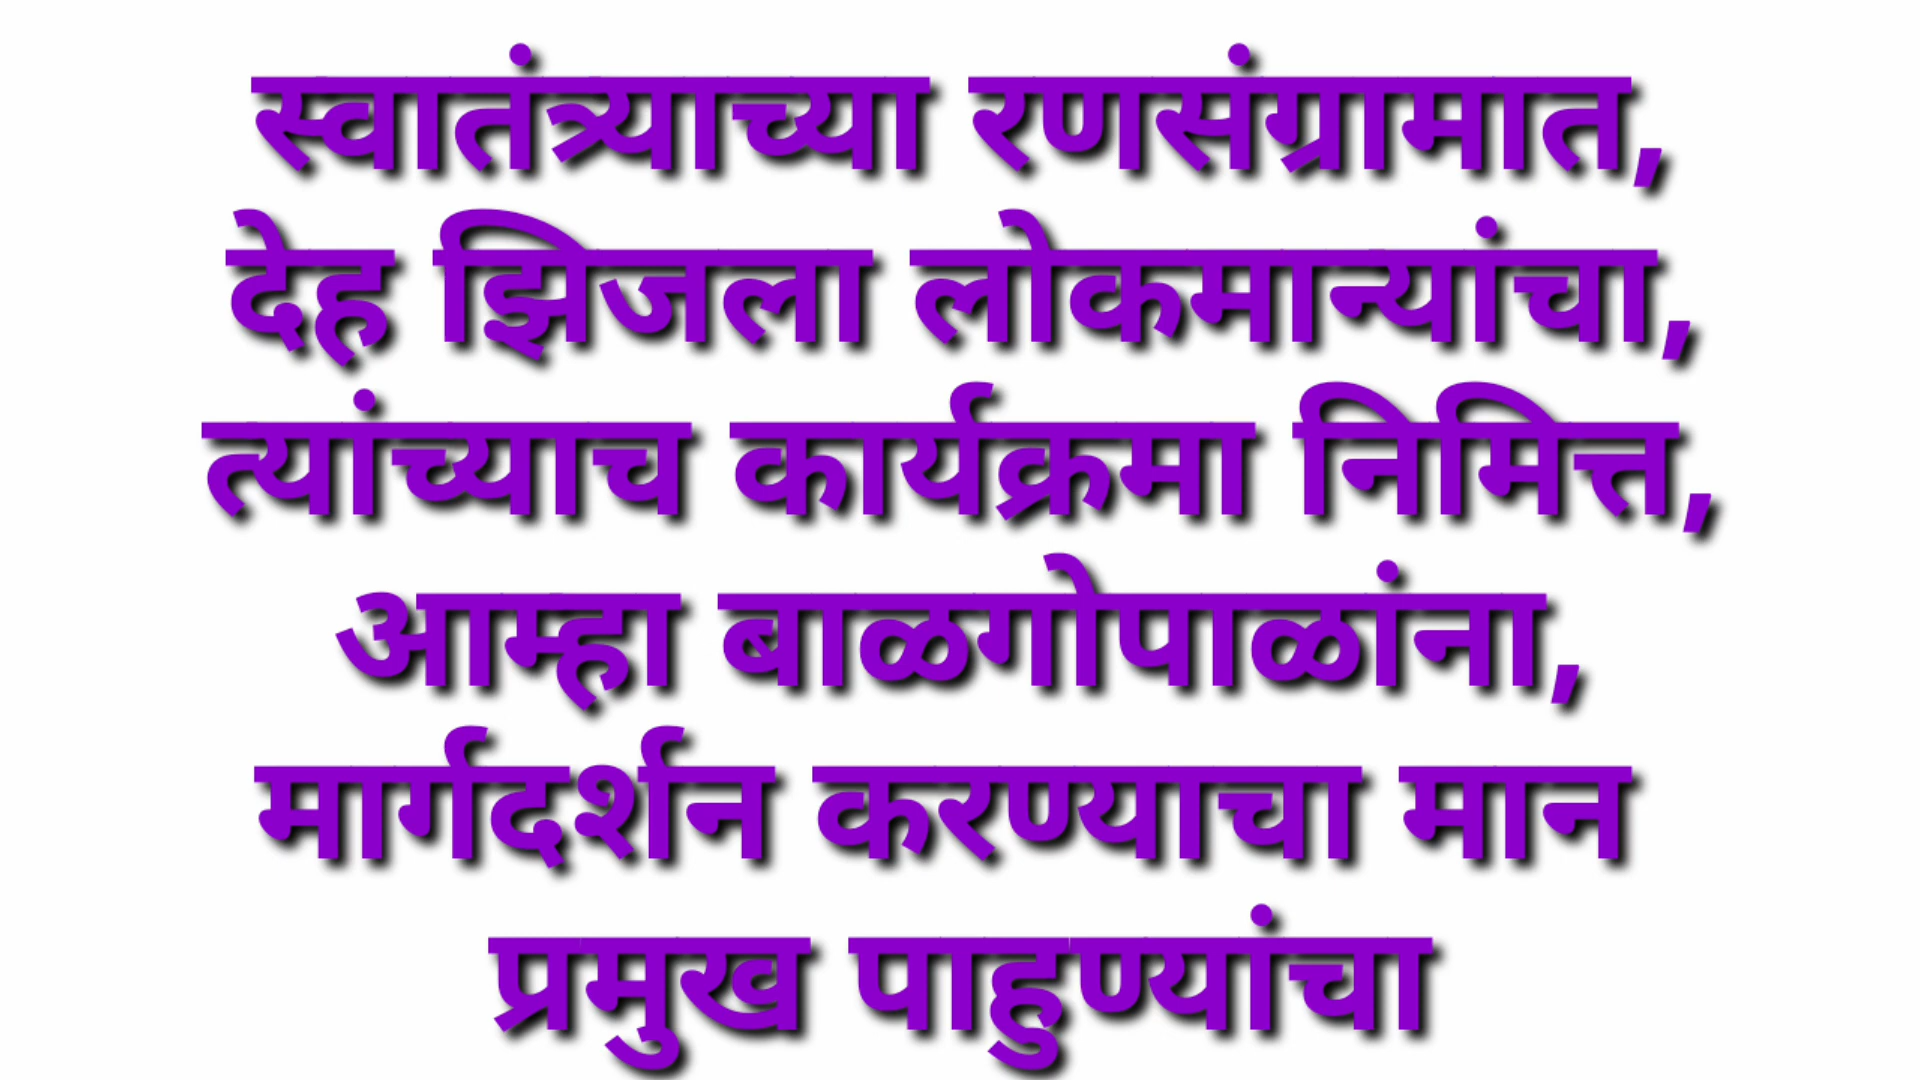 स्वातंत्र्याच्या रणसंग्रामात,
देह झिजला लोकमान्यांचा,
त्यांच्याच कार्यक्रमा निमित्त,
आम्हा बाळगोपाळांना,
मार्गदर्शन करण्याचा मान
प्रमुख पाहुण्यांचा